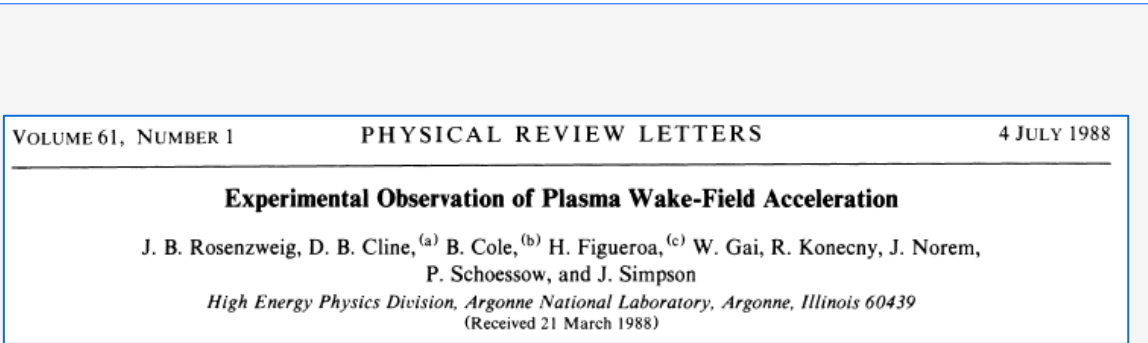 VOLUME 61, NUMBER 1 PHYSICAL REVIEW LETTERS 4 JULY 1988
Experimental Observation of Plasma Wake-Field Acceleration
J. B. Rosenzweig, D. B. Cline, (a) B. Cole, (b) H. Figueroa, (c) W. Gai, R. Konecny, J. Norem,
P. Schoessow, and J. Simpson
High Energy Physics Division, Argonne National Laboratory, Argonne, Illinois 60439
(Received 21 March 1988)